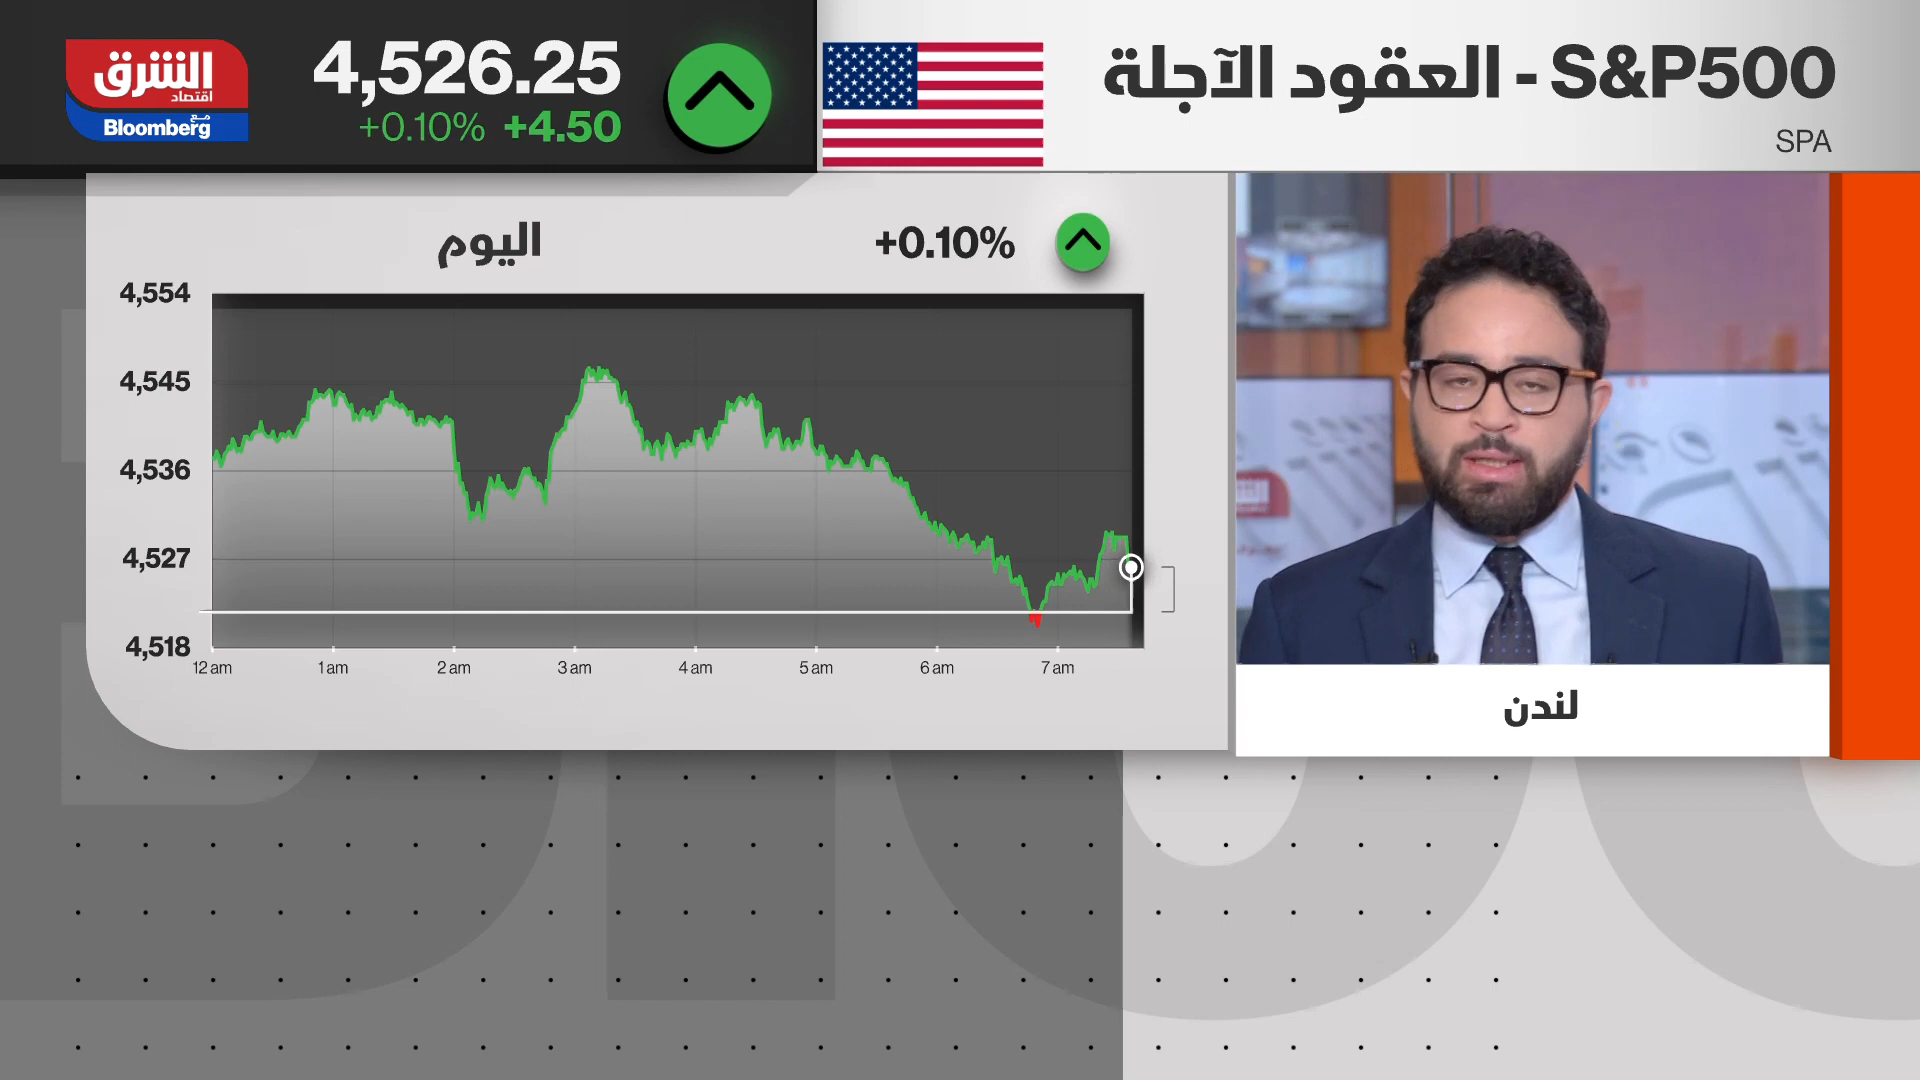 S&P500 - العقود الآجلة
SPA
4,526.25
+0.10% +4.50
الشرق
اقتصاد
مع
Bloomberg
اليوم
+0.10%
4,554
4,545
4,536
4,527
4,518
12 am 1 am 2 am 3 am 4 am 5 am 6 am 7 am
لندن